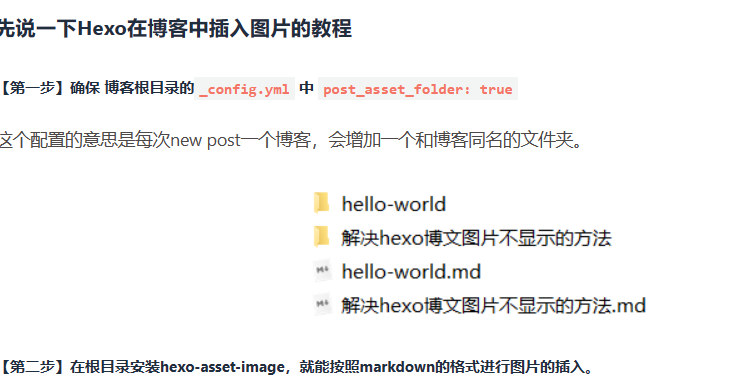 先说一下Hexo在博客中插入图片的教程
【第一步】确保 博客根目录的 _config.yml 中 post_asset_folder: true
这个配置的意思是每次new post一个博客，会增加一个和博客同名的文件夹。
hello-world
解决hexo博文图片不显示的方法
hello-world.md
解决hexo博文图片不显示的方法.md
【第二步】在根目录安装hexo-asset-image，就能按照markdown的格式进行图片的插入。